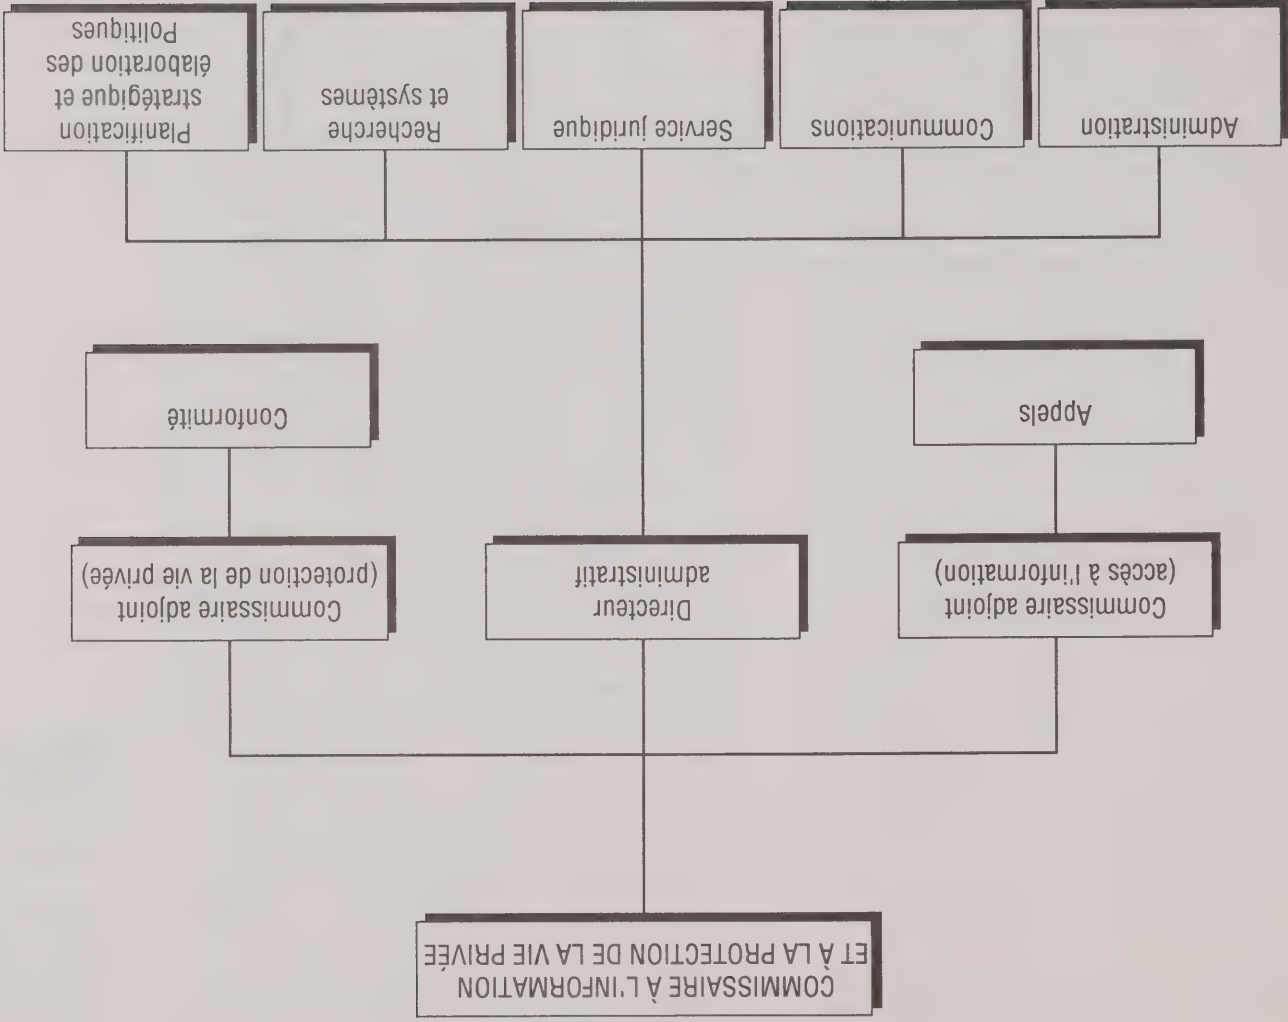 COMMISSAIRE À L'INFORMATION
ET À LA PROTECTION DE LA VIE PRIVÉE
Commissaire adjoint
(accès à l'information)
Directeur
administratif
Commissaire adjoint
(protection de la vie privée)
Appels
Conformité
Administration
Communications
Service juridique
Recherche
et systèmes
Planification
stratégique et
élaboration des
Politiques